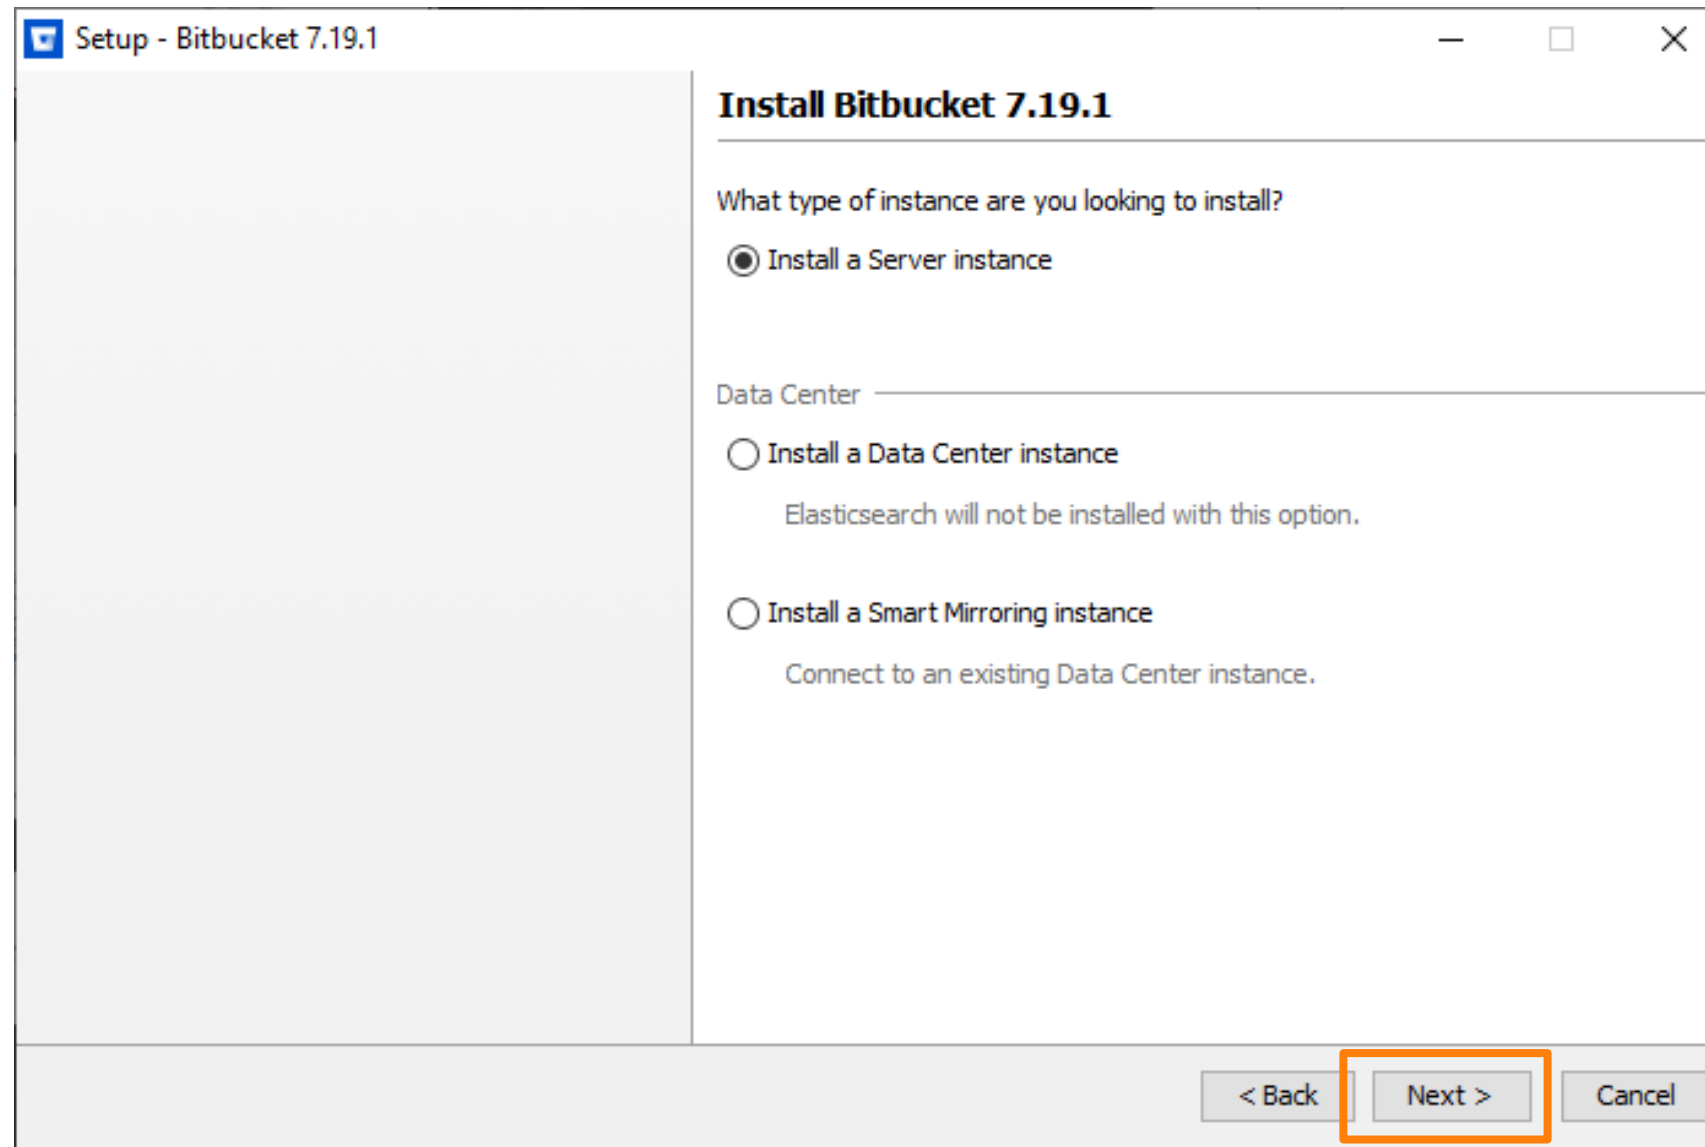 Setup - Bitbucket 7.19.1
Install Bitbucket 7.19.1
What type of instance are you looking to install?
Install a Server instance
Data Center
Install a Data Center instance
Elasticsearch will not be installed with this option.
Install a Smart Mirroring instance
Connect to an existing Data Center instance.
< Back Next > Cancel